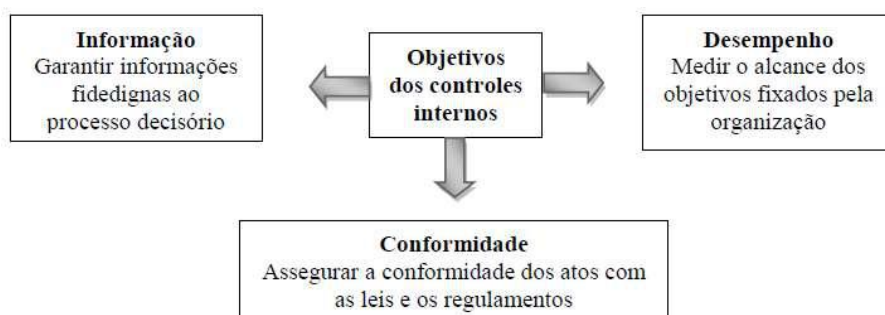 Informação
Garantir informações
fidedignas ao
processo decisório
Objetivos
dos controles
internos
Desempenho
Medir o alcance dos
objetivos fixados pela
organização
Conformidade
Assegurar a conformidade dos atos com
as leis e os regulamentos